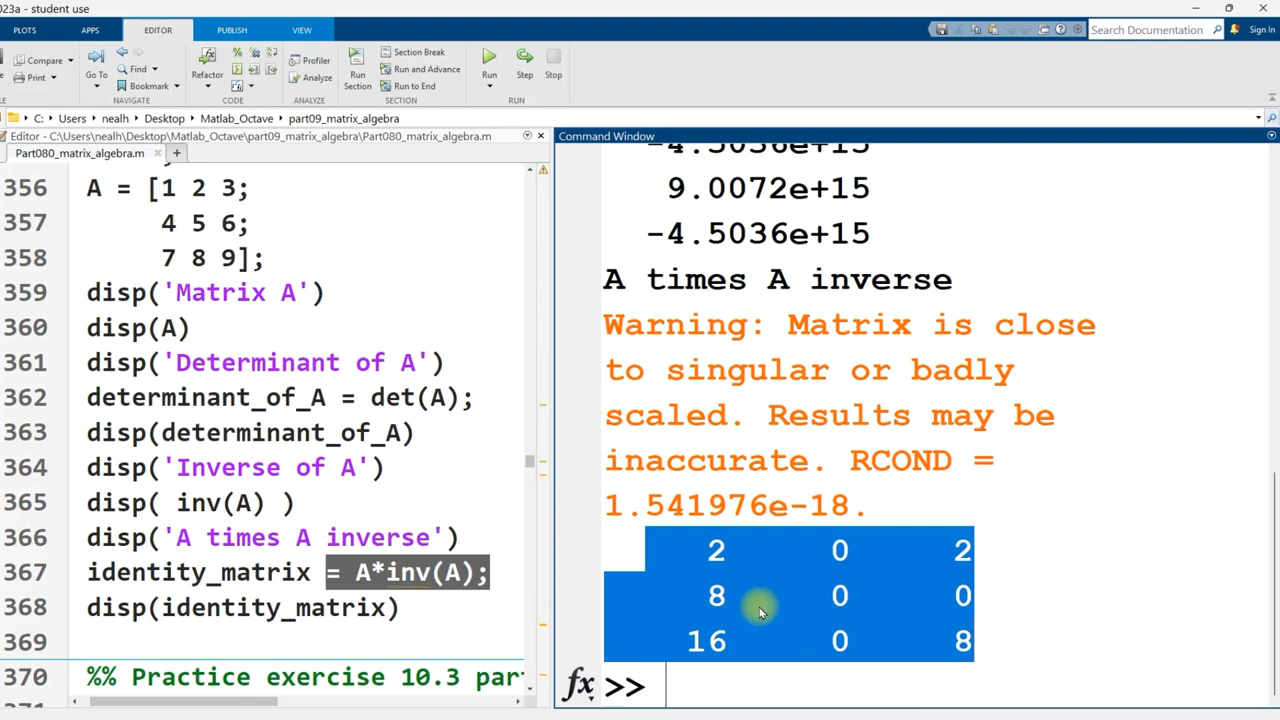 023a - student use
PLOTS APPS EDITOR PUBLISH VIEW
Search Documentation Sign In
Compare Go To Find Refactor Profiler Section Break Run Step Stop
Print Bookmark Analyze Run Section Run and Advance
Run to End
NAVIGATE CODE ANALYZE SECTION RUN
C: Users nealh Desktop Matlab_Octave part09_matrix_algebra
Editor - C:\Users\nealh\Desktop\Matlab_Octave\part09_matrix_algebra\Part080_matrix_algebra.m
Part080_matrix_algebra.m +
356 A = [1 2 3;
357 4 5 6;
358 7 8 9];
359 disp('Matrix A')
360 disp(A)
361 disp('Determinant of A')
362 determinant_of_A = det(A);
363 disp(determinant_of_A)
364 disp('Inverse of A')
365 disp( inv(A) )
366 disp('A times A inverse')
367 identity_matrix = A*inv(A);
368 disp(identity_matrix)
369
370 %% Practice exercise 10.3 par
Command Window
-4.5036e+15
9.0072e+15
-4.5036e+15
A times A inverse
Warning: Matrix is close
to singular or badly
scaled. Results may be
inaccurate. RCOND =
1.541976e-18.
2 0 2
8 0 0
16 0 8
fx >>